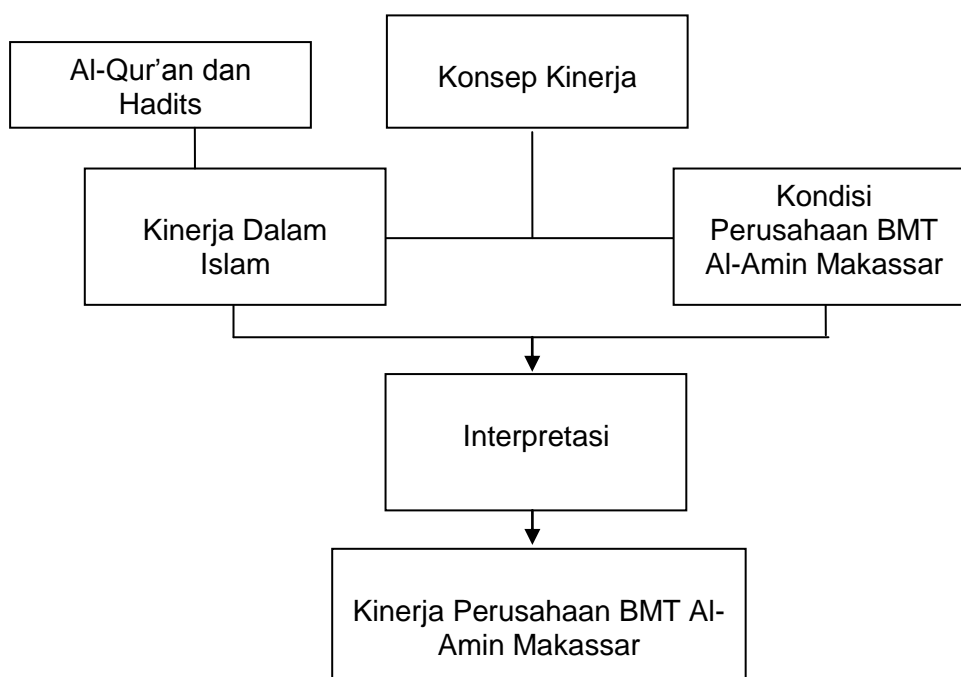 Al-Qur’an dan
Hadits
Konsep Kinerja
Kinerja Dalam
Islam
Kondisi
Perusahaan BMT
Al-Amin Makassar
Interpretasi
Kinerja Perusahaan BMT Al-
Amin Makassar